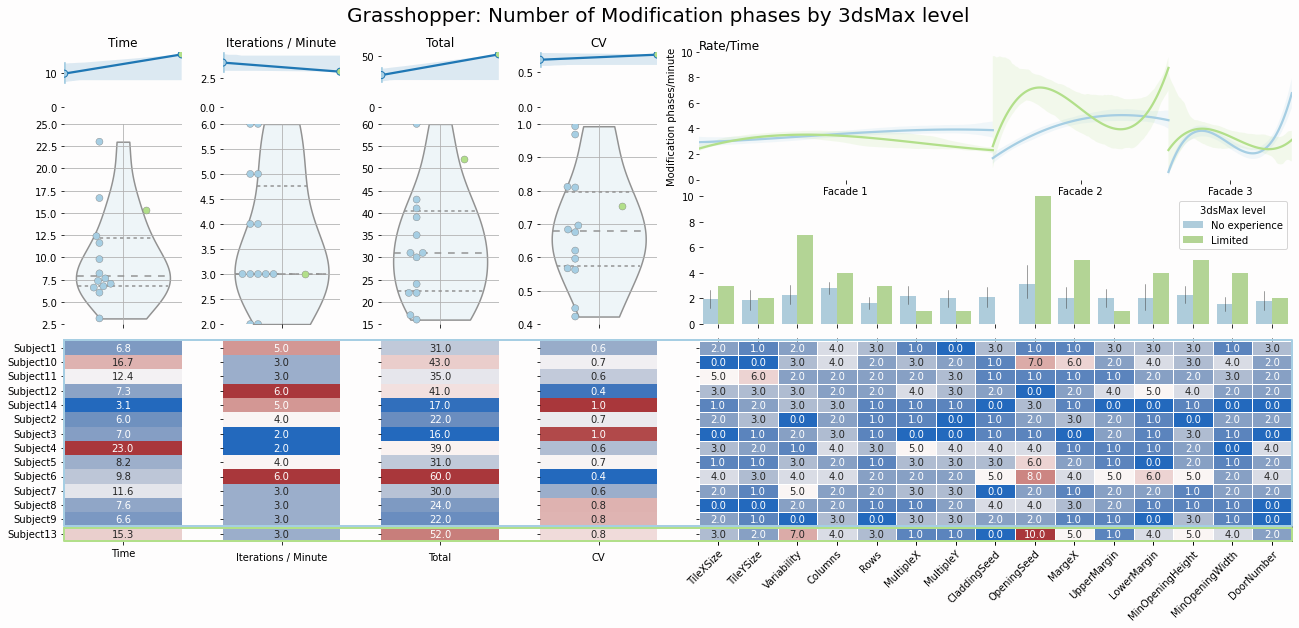 Grasshopper: Number of Modification phases by 3dsMax level
Time
Iterations / Minute
Total
CV
Rate/Time
10
0
2.5
0.0
50
0
0.5
0.0
10
8
6
4
2
0
Modification phases/minute
Facade 1
Facade 2
Facade 3
25.0
22.5
20.0
17.5
15.0
12.5
10.0
7.5
5.0
2.5
6.0
5.5
5.0
4.5
4.0
3.5
3.0
2.5
2.0
60
55
50
45
40
35
30
25
20
15
1.0
0.9
0.8
0.7
0.6
0.5
0.4
10
8
6
4
2
0
3dsMax level
No experience
Limited
Subject1 6.8 5.0 31.0 0.6 2.0 1.0 2.0 4.0 3.0 1.0 0.0 3.0 1.0 1.0 3.0 3.0 3.0 1.0 3.0
Subject10 16.7 3.0 43.0 0.7 0.0 0.0 3.0 4.0 2.0 2.0 4.0 1.0 7.0 6.0 2.0 4.0 3.0 4.0 2.0
Subject11 12.4 3.0 35.0 0.6 5.0 6.0 2.0 2.0 2.0 2.0 3.0 1.0 1.0 1.0 1.0 2.0 2.0 3.0 2.0
Subject12 7.3 6.0 41.0 0.4 3.0 3.0 3.0 2.0 2.0 4.0 3.0 2.0 0.0 2.0 4.0 5.0 4.0 2.0 2.0
Subject14 3.1 5.0 17.0 1.0 1.0 2.0 3.0 3.0 1.0 2.0 2.0 0.0 3.0 1.0 0.0 0.0 1.0 0.0 0.0
Subject2 6.0 4.0 22.0 0.7 2.0 3.0 0.0 2.0 2.0 1.0 0.0 1.0 2.0 3.0 2.0 1.0 0.0 1.0 2.0
Subject3 7.0 2.0 16.0 1.0 0.0 1.0 2.0 3.0 1.0 0.0 0.0 1.0 2.0 0.0 2.0 1.0 3.0 1.0 0.0
Subject4 23.0 2.0 39.0 0.6 3.0 2.0 1.0 4.0 3.0 5.0 4.0 4.0 4.0 1.0 1.0 1.0 2.0 0.0 4.0
Subject5 8.2 4.0 31.0 0.7 1.0 1.0 3.0 2.0 1.0 2.0 3.0 3.0 6.0 2.0 1.0 0.0 2.0 1.0 3.0
Subject6 9.8 6.0 60.0 0.4 4.0 3.0 4.0 3.0 2.0 4.0 2.0 5.0 8.0 4.0 5.0 6.0 5.0 2.0 4.0
Subject7 11.6 3.0 30.0 0.6 2.0 1.0 5.0 2.0 2.0 3.0 3.0 0.0 2.0 1.0 2.0 2.0 2.0 1.0 2.0
Subject8 7.6 3.0 24.0 0.8 0.0 0.0 2.0 2.0 2.0 1.0 1.0 4.0 4.0 3.0 2.0 1.0 1.0 1.0 0.0
Subject9 6.6 3.0 22.0 0.8 2.0 1.0 0.0 3.0 0.0 3.0 3.0 2.0 2.0 2.0 1.0 1.0 3.0 1.0 0.0
Subject13 15.3 3.0 52.0 0.8 3.0 2.0 7.0 4.0 3.0 1.0 1.0 0.0 10.0 5.0 1.0 4.0 5.0 4.0 2.0
Time
Iterations / Minute
Total
CV
TileXSize
TileYSize
Variability
Columns
Rows
MultipleX
MultipleY
CladdingSeed
OpeningSeed
MargeX
UpperMargin
LowerMargin
MinOpeningHeight
MinOpeningWidth
DoorNumber